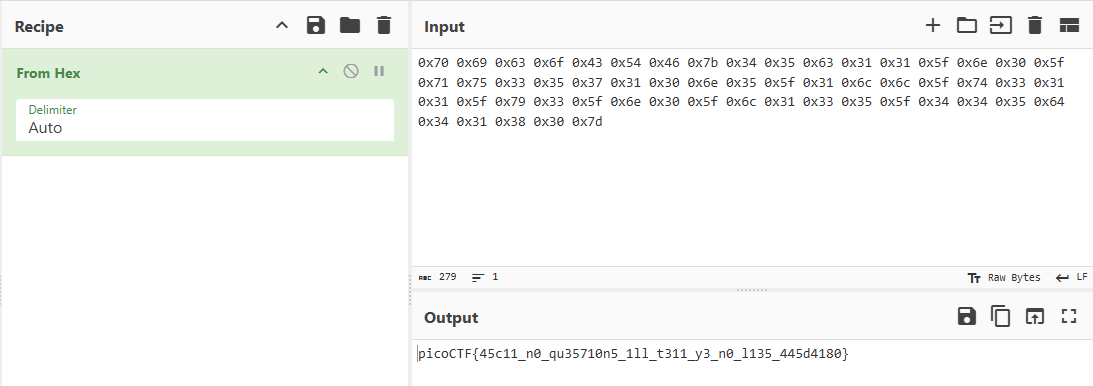 Recipe
From Hex
Delimiter
Auto
Input
0x70 0x69 0x63 0x6f 0x43 0x54 0x46 0x7b 0x34 0x35 0x63 0x31 0x31 0x5f 0x6e 0x30 0x5f
0x71 0x75 0x33 0x35 0x37 0x31 0x30 0x6e 0x35 0x5f 0x31 0x6c 0x6c 0x5f 0x74 0x33 0x31
0x31 0x5f 0x79 0x33 0x5f 0x6e 0x30 0x5f 0x6c 0x31 0x33 0x35 0x5f 0x34 0x34 0x35 0x64
0x34 0x31 0x38 0x30 0x7d
ABC 279 1 Raw Bytes LF
Output
picoCTF{45c11_n0_qu35710n5_1ll_t311_y3_n0_l135_445d4180}